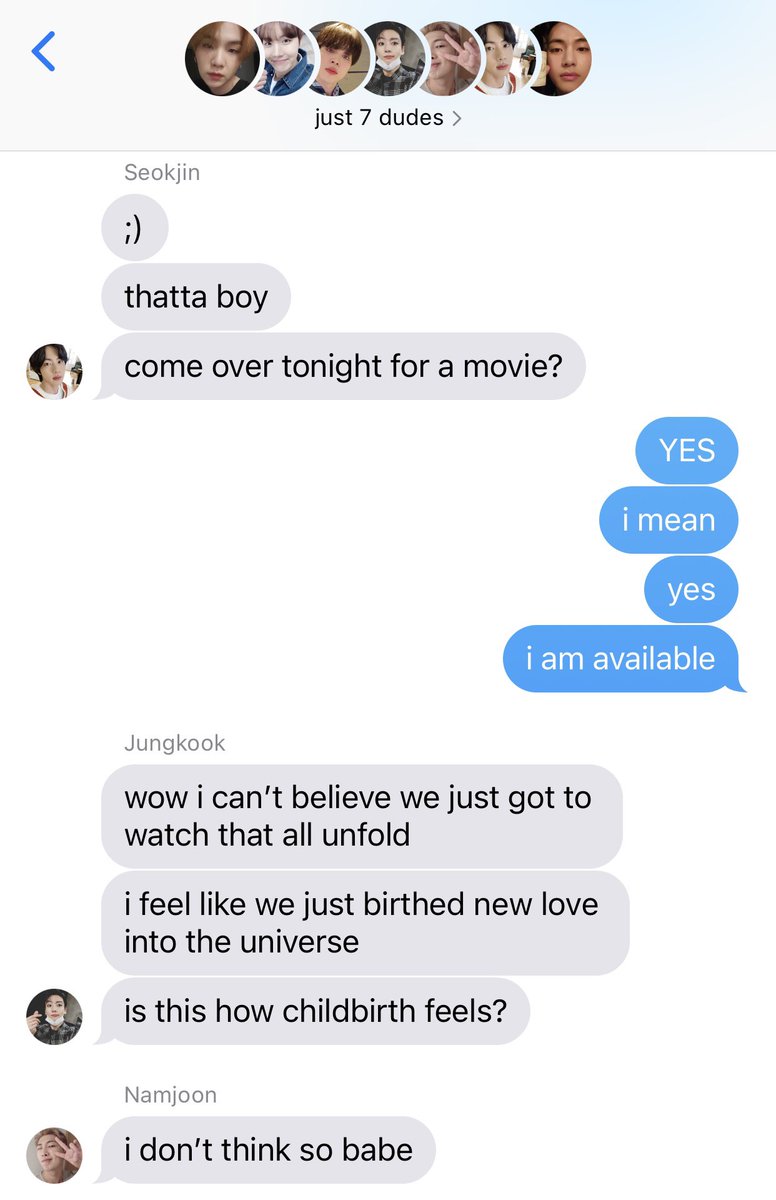 just 7 dudes
Seokjin
;)
thatta boy
come over tonight for a movie?
YES
i mean
yes
i am available
Jungkook
wow i can’t believe we just got to
watch that all unfold
i feel like we just birthed new love
into the universe
is this how childbirth feels?
Namjoon
i don’t think so babe